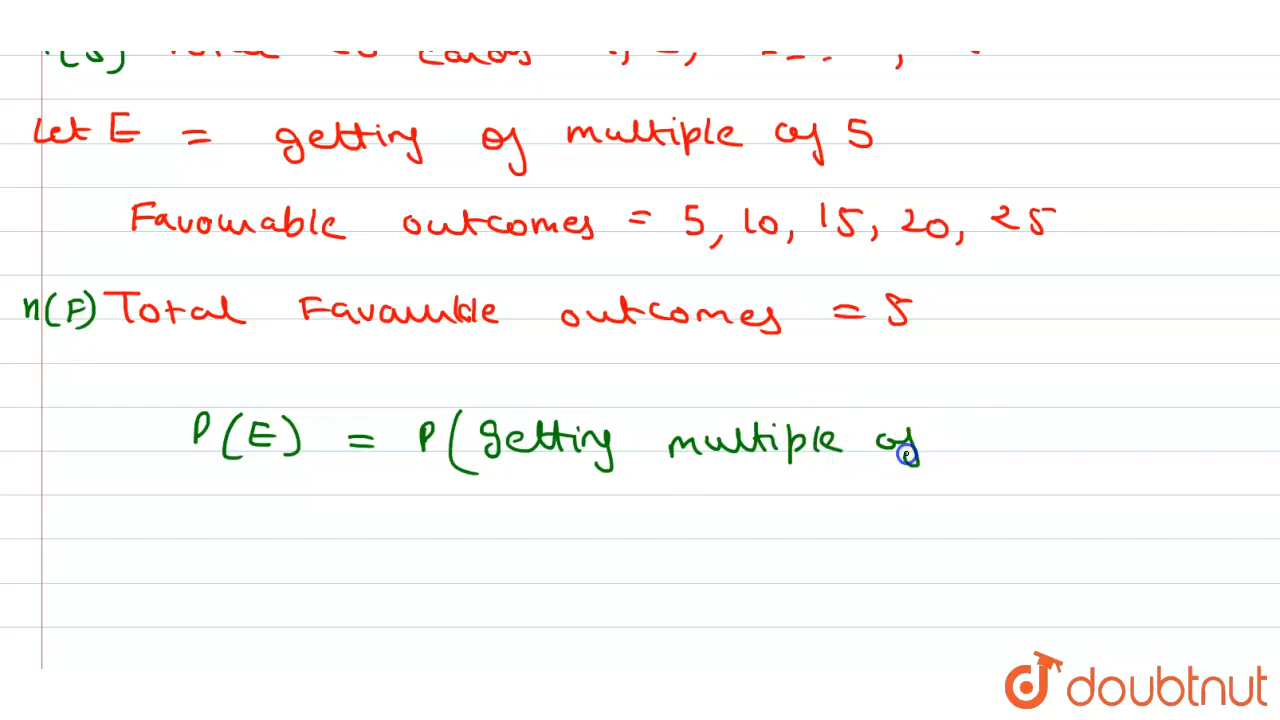 Let E = getting of multiple of 5
Favourable outcomes = 5, 10, 15, 20, 25
n(F) Total Favourable outcomes = 5
P(E) = P(getting multiple of
doubtnut